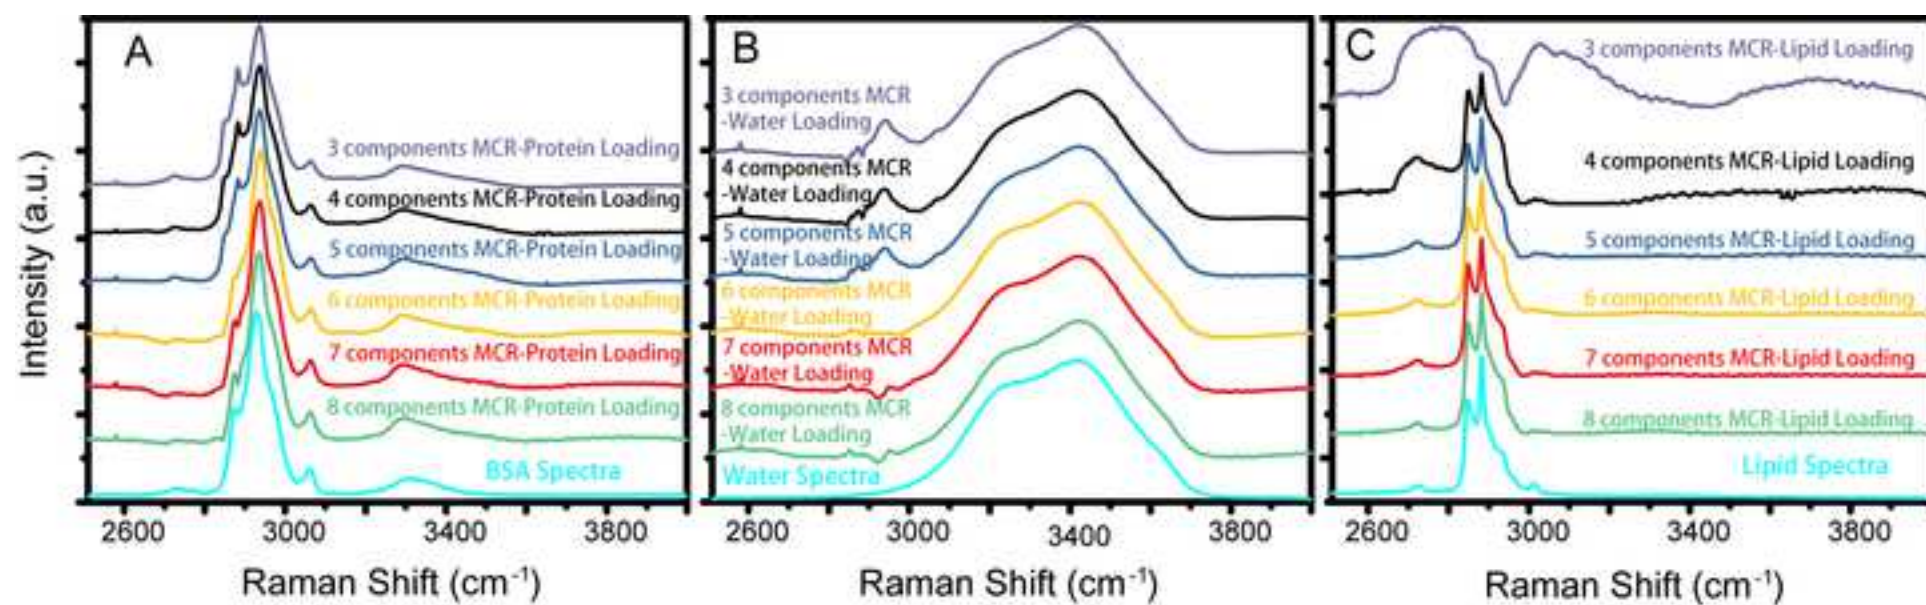 Intensity (a.u.)
A
3 components MCR-Protein Loading
4 components MCR-Protein Loading
5 components MCR-Protein Loading
6 components MCR-Protein Loading
7 components MCR-Protein Loading
8 components MCR-Protein Loading
BSA Spectra
2600 3000 3400 3800
Raman Shift (cm⁻¹)
B
3 components MCR
-Water Loading
4 components MCR
-Water Loading
5 components MCR
-Water Loading
6 components MCR
-Water Loading
7 components MCR
-Water Loading
8 components MCR
-Water Loading
Water Spectra
2600 3000 3400 3800
Raman Shift (cm⁻¹)
C
3 components MCR-Lipid Loading
4 components MCR-Lipid Loading
5 components MCR-Lipid Loading
6 components MCR-Lipid Loading
7 components MCR-Lipid Loading
8 components MCR-Lipid Loading
Lipid Spectra
2600 3000 3400 3800
Raman Shift (cm⁻¹)